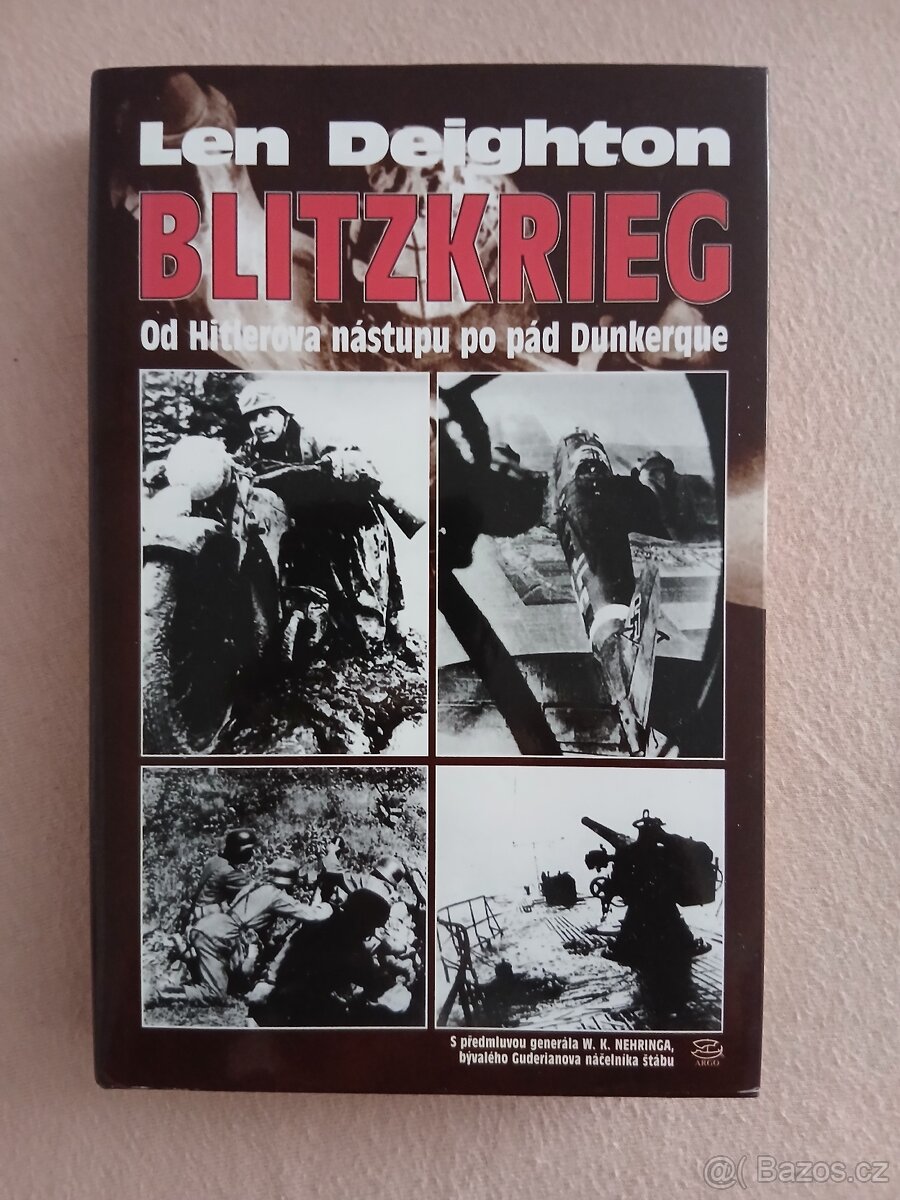 Len Deighton
BLITZKRIEG
Od Hitlerova nástupu po pád Dunkerque
S předmluvou generála W. K. NEHRINGA,
bývalého Guderianova náčelníka štábu
ARGO
@( Bazos.cz